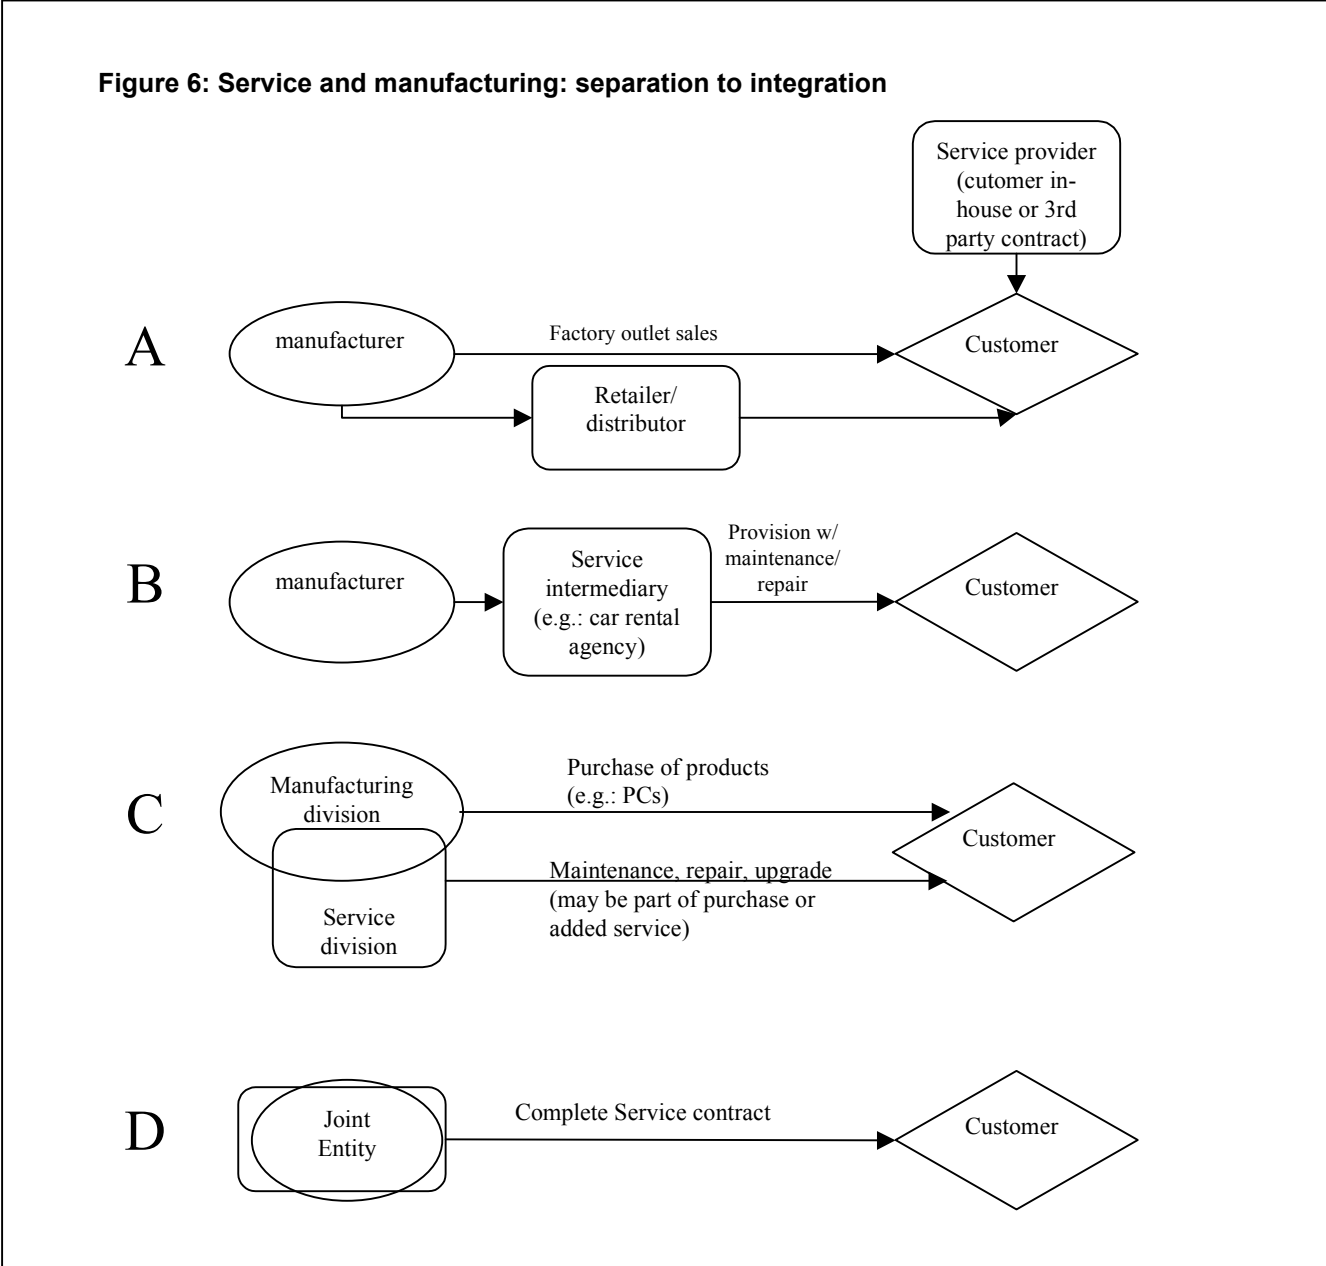 Figure 6: Service and manufacturing: separation to integration
Service provider
(cutomer in-
house or 3rd
party contract)
A
manufacturer
Factory outlet sales
Customer
Retailer/
distributor
B
manufacturer
Service
intermediary
(e.g.: car rental
agency)
Provision w/
maintenance/
repair
Customer
C
Manufacturing
division
Purchase of products
(e.g.: PCs)
Customer
Service
division
Maintenance, repair, upgrade
(may be part of purchase or
added service)
D
Joint
Entity
Complete Service contract
Customer